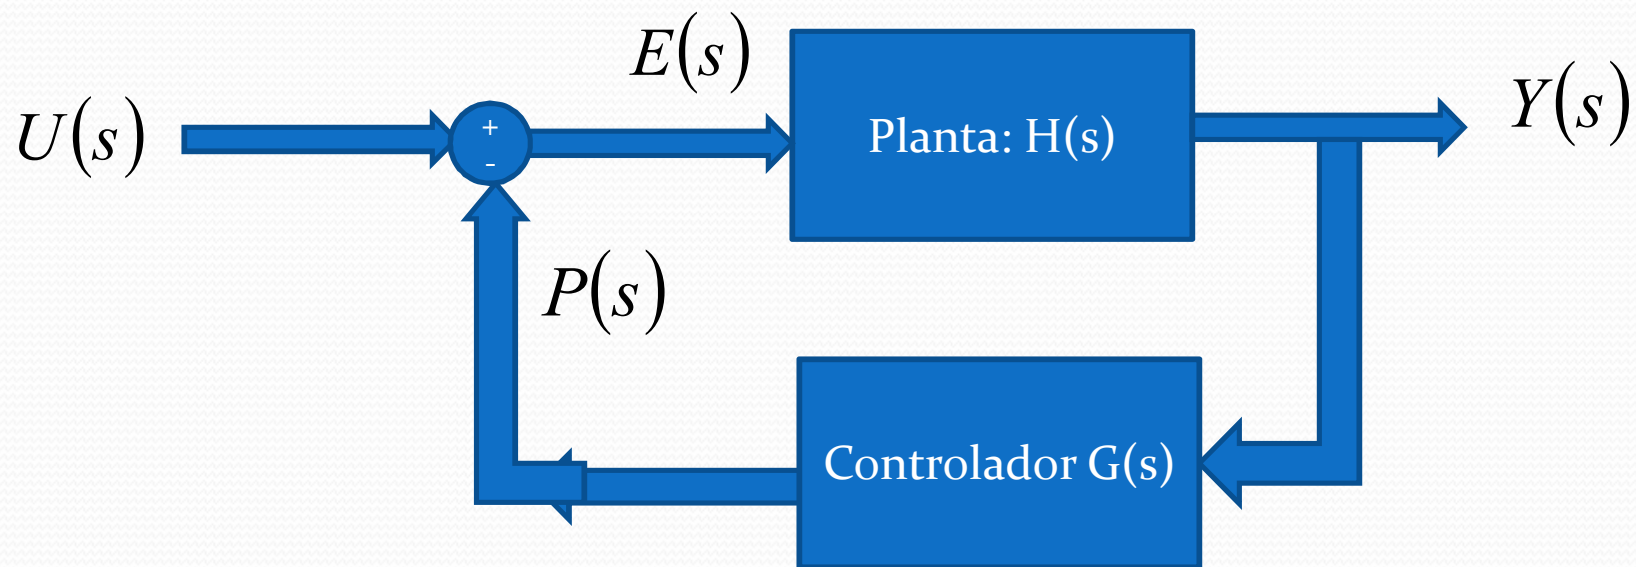 E(s)
U(s)
+
-
Planta: H(s)
Y(s)
P(s)
Controlador G(s)